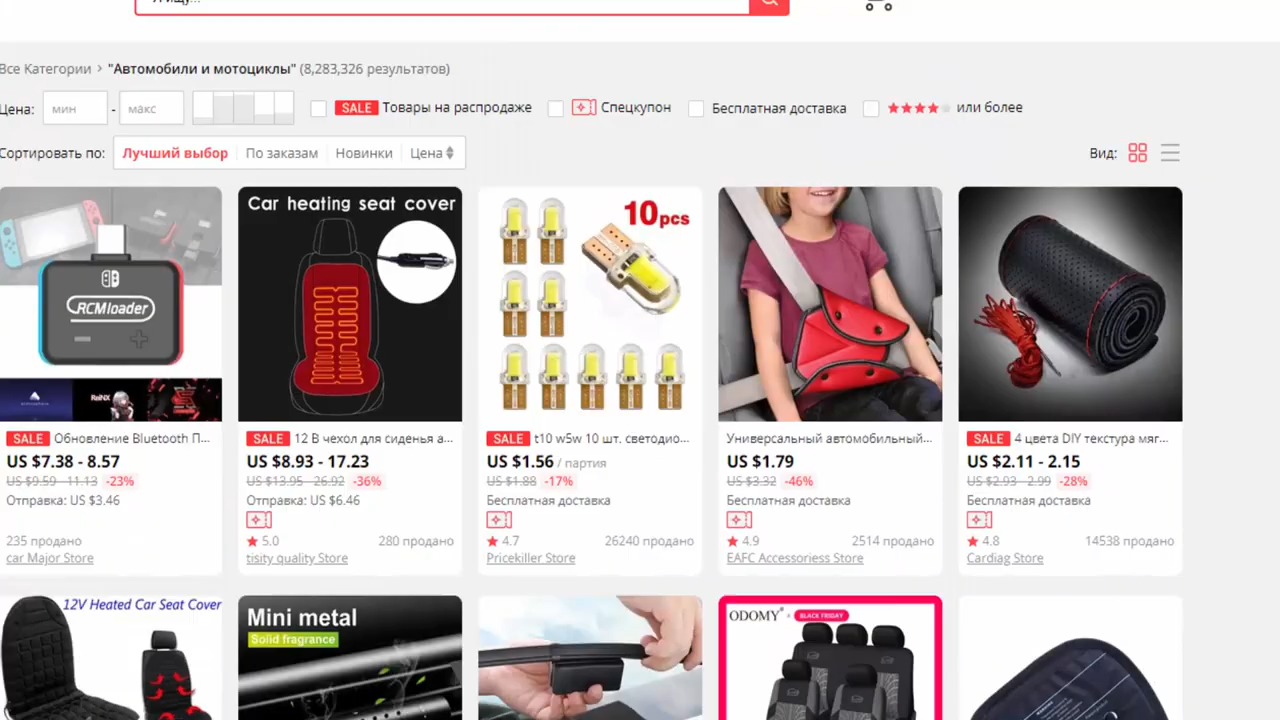 Я ищу...
Все Категории > "Автомобили и мотоциклы" (8,283,326 результатов)
Цена: мин - макс SALE Товары на распродаже Спецкупон Бесплатная доставка или более
Сортировать по: Лучший выбор По заказам Новинки Цена Вид:
RCMloader
ReiNX
Car heating seat cover
10pcs
SALE Обновление Bluetooth П...
US $7.38 - 8.57
US $9.59 - 11.13 -23%
Отправка: US $3.46
235 продано
car Major Store
SALE 12 В чехол для сиденья а...
US $8.93 - 17.23
US $13.95 - 26.92 -36%
Отправка: US $6.46
5.0 280 продано
tisity quality Store
SALE t10 w5w 10 шт. светодио...
US $1.56 / партия
US $1.88 -17%
Бесплатная доставка
4.7 26240 продано
Pricekiller Store
Универсальный автомобильный...
US $1.79
US $3.32 -46%
Бесплатная доставка
4.9 2514 продано
EAFC Accessoriess Store
SALE 4 цвета DIY текстура мяг...
US $2.11 - 2.15
US $2.93 - 2.99 -28%
Бесплатная доставка
4.8 14538 продано
Cardiag Store
12V Heated Car Seat Cover
Mini metal
Solid fragrance
ODOMY® BLACK FRIDAY